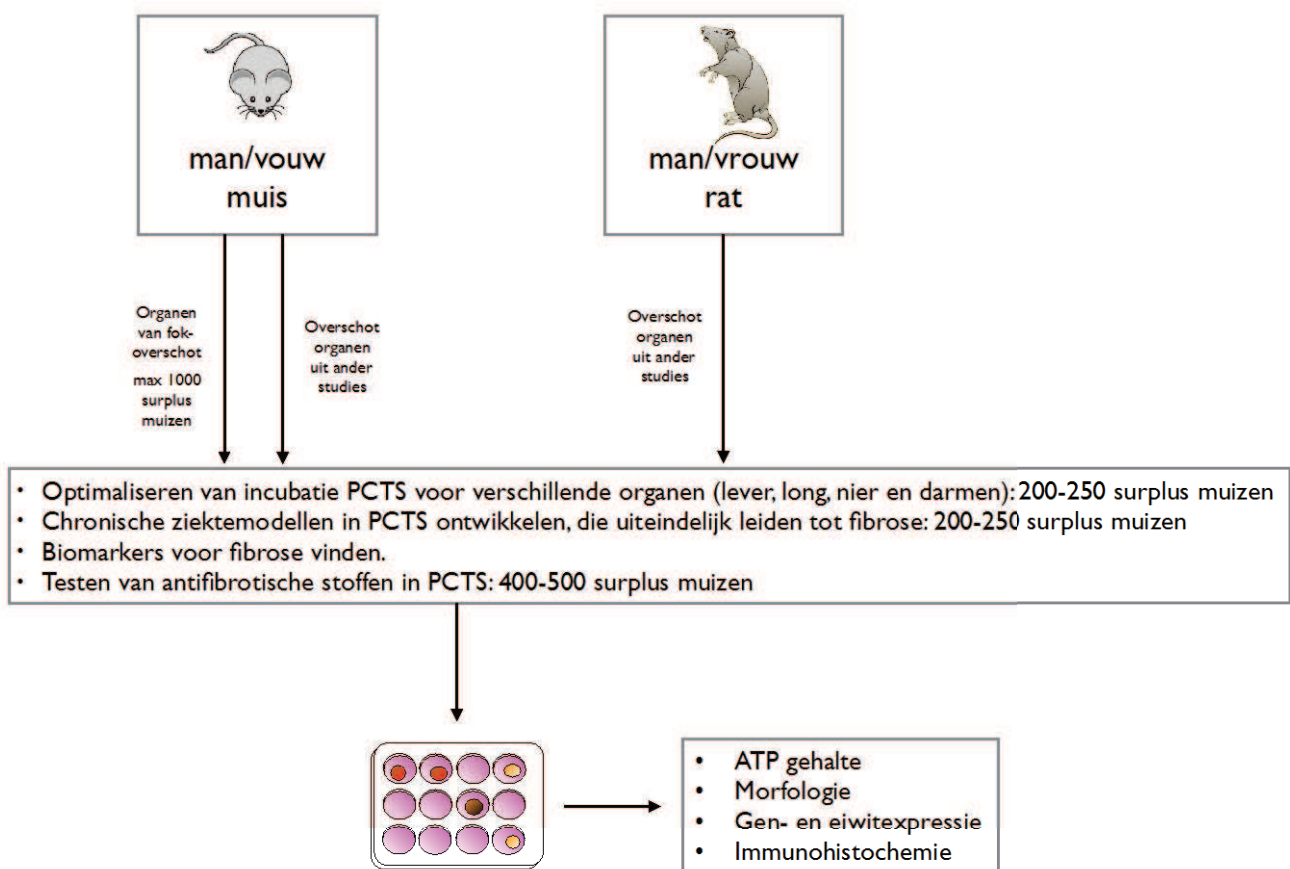 man/vouw
muis
man/vrouw
rat
Organen
van fok-
overschot
max 1000
surplus
muizen
Overschot
organen
uit ander
studies
Overschot
organen
uit ander
studies
• Optimaliseren van incubatie PCTS voor verschillende organen (lever, long, nier en darmen): 200-250 surplus muizen
• Chronische ziektemodellen in PCTS ontwikkelen, die uiteindelijk leiden tot fibrose: 200-250 surplus muizen
• Biomarkers voor fibrose vinden.
• Testen van antifibrotische stoffen in PCTS: 400-500 surplus muizen
• ATP gehalte
• Morfologie
• Gen- en eiwitexpressie
• Immunohistochemie